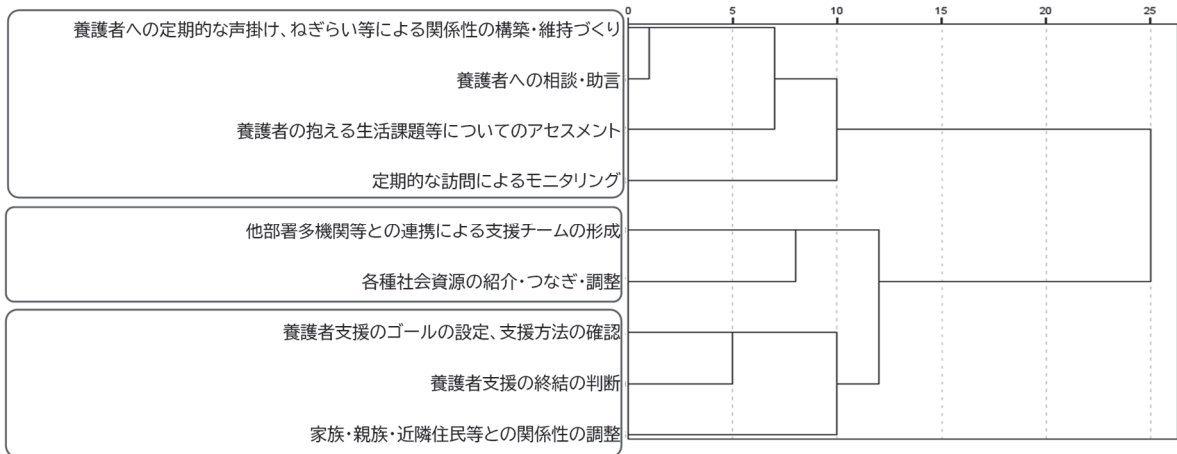 0 5 10 15 20 25
養護者への定期的な声掛け、ねぎらい等による関係性の構築・維持づくり
養護者への相談・助言
養護者の抱える生活課題等についてのアセスメント
定期的な訪問によるモニタリング
他部署多機関等との連携による支援チームの形成
各種社会資源の紹介・つなぎ・調整
養護者支援のゴールの設定、支援方法の確認
養護者支援の終結の判断
家族・親族・近隣住民等との関係性の調整